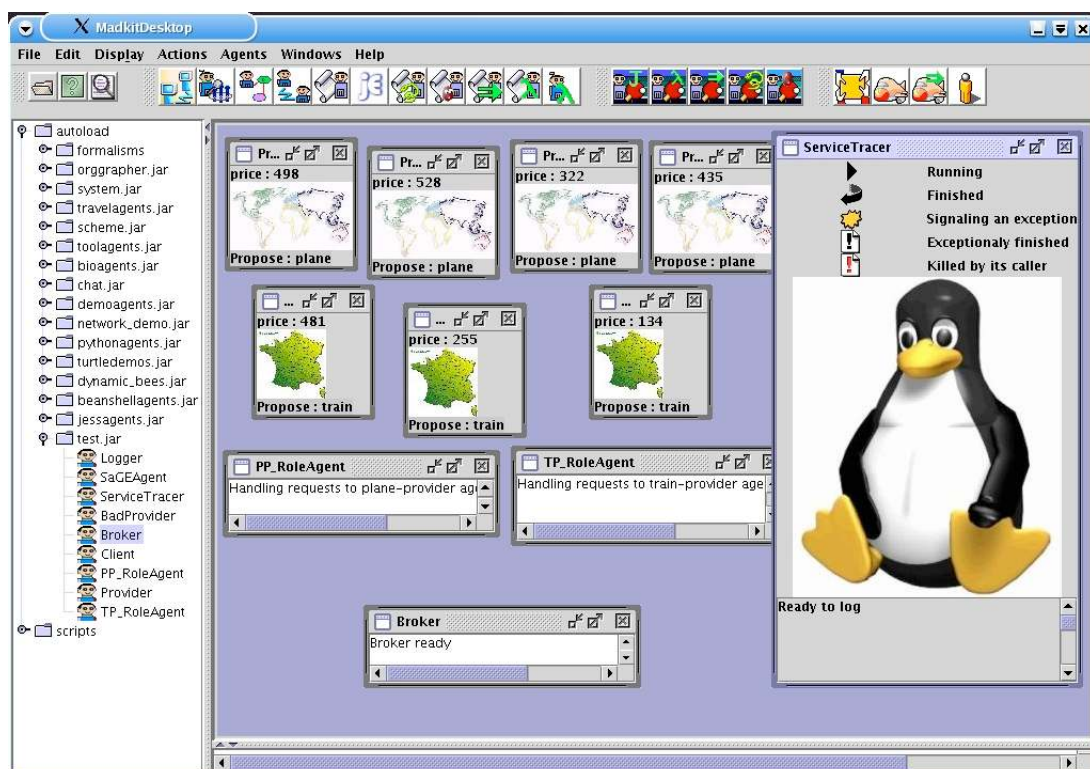 MadkitDesktop
File Edit Display Actions Agents Windows Help
autoload
formalisms
orggrapher.jar
system.jar
travelagents.jar
scheme.jar
toolagents.jar
bioagents.jar
chat.jar
demoagents.jar
network_demo.jar
pythonagents.jar
turtledemos.jar
dynamic_bees.jar
beanshellagents.jar
jessagents.jar
test.jar
Logger
SaGEAgent
ServiceTracer
BadProvider
Broker
Client
PP_RoleAgent
Provider
TP_RoleAgent
scripts
Pr...
price : 498
Propose : plane
Pr...
price : 528
Propose : plane
Pr...
price : 322
Propose : plane
Pr...
price : 435
Propose : plane
...
price : 481
Propose : train
...
price : 255
Propose : train
...
price : 134
Propose : train
PP_RoleAgent
Handling requests to plane-provider age
TP_RoleAgent
Handling requests to train-provider age
Broker
Broker ready
ServiceTracer
Running
Finished
Signaling an exception
Exceptionaly finished
Killed by its caller
Ready to log